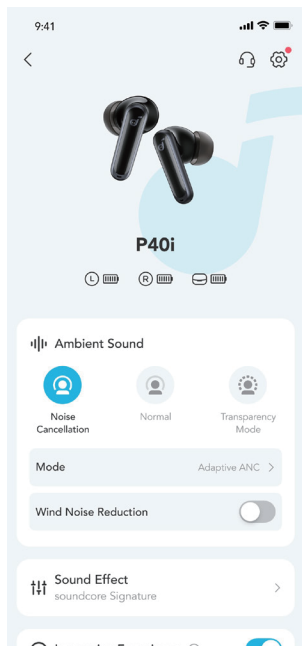 9:41
P40i
L
R
Ambient Sound
Noise
Cancellation
Normal
Transparency
Mode
Mode
Adaptive ANC
Wind Noise Reduction
Sound Effect
soundcore Signature